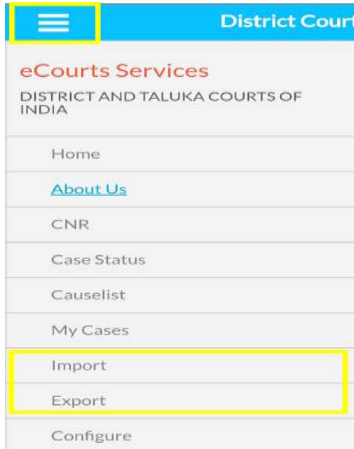 District Court
eCourts Services
DISTRICT AND TALUKA COURTS OF
INDIA
Home
About Us
CNR
Case Status
Causelist
My Cases
Import
Export
Configure